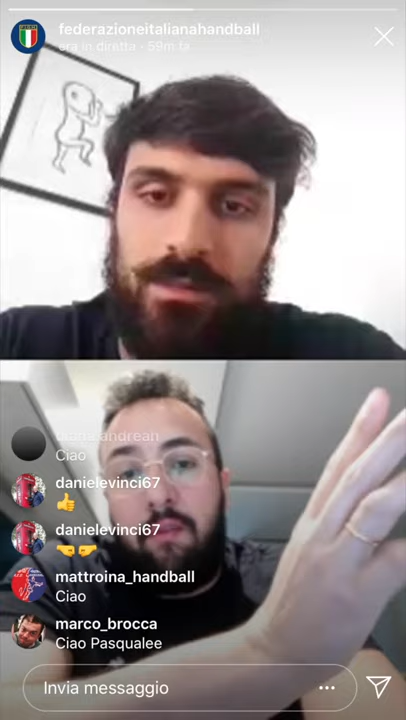 federazioneitalianahandball
era in diretta · 59m fa
Ciao
danielevinci67
danielevinci67
mattroina_handball
Ciao
marco_brocca
Ciao Pasqualee
Invia messaggio